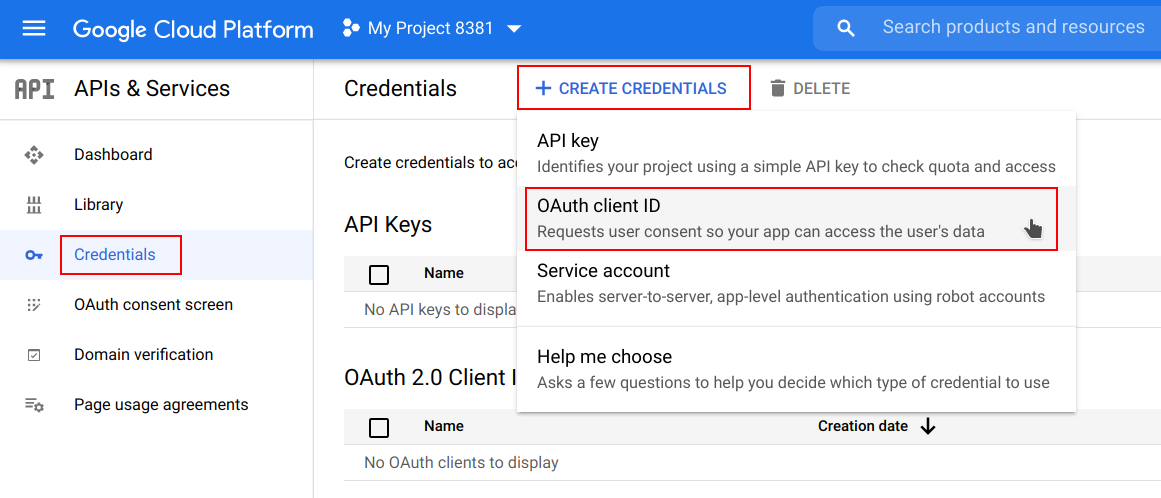 Google Cloud Platform
My Project 8381
Search products and resources
API
APIs & Services
Credentials
+ CREATE CREDENTIALS
DELETE
Dashboard
Library
Credentials
OAuth consent screen
Domain verification
Page usage agreements
Create credentials to
API key
Identifies your project using a simple API key to check quota and access
OAuth client ID
Requests user consent so your app can access the user's data
Service account
Enables server-to-server, app-level authentication using robot accounts
Help me choose
Asks a few questions to help you decide which type of credential to use
API Keys
Name
No API keys to displa
OAuth 2.0 Client I
Name
Creation date
No OAuth clients to display